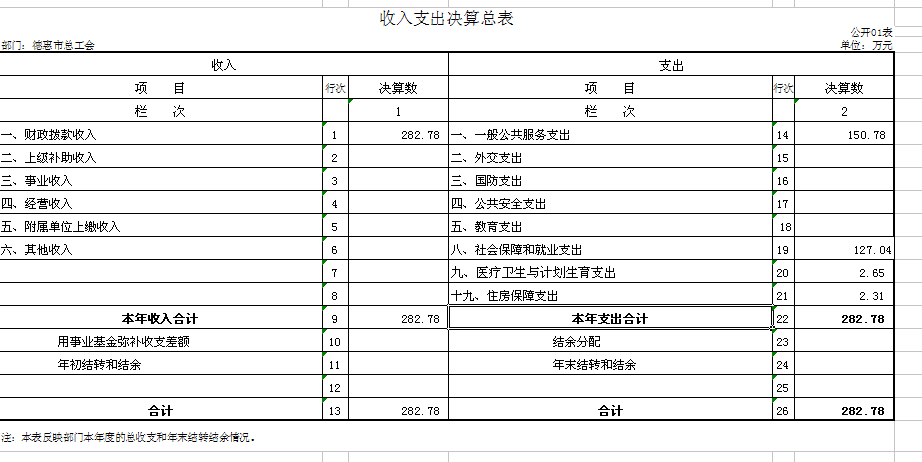 收入支出决算总表
公开01表
部门：德惠市总工会 单位：万元
收入 支出
项 目 行次 决算数 项 目 行次 决算数
栏 次 1 栏 次 2
一、财政拨款收入 1 282.78 一、一般公共服务支出 14 150.78
二、上级补助收入 2 二、外交支出 15
三、事业收入 3 三、国防支出 16
四、经营收入 4 四、公共安全支出 17
五、附属单位上缴收入 5 五、教育支出 18
六、其他收入 6 八、社会保障和就业支出 19 127.04
7 九、医疗卫生与计划生育支出 20 2.65
8 十九、住房保障支出 21 2.31
本年收入合计 9 282.78 本年支出合计 22 282.78
用事业基金弥补收支差额 10 结余分配 23
年初结转和结余 11 年末结转和结余 24
12 25
合计 13 282.78 合计 26 282.78
注：本表反映部门本年度的总收支和年末结转结余情况。